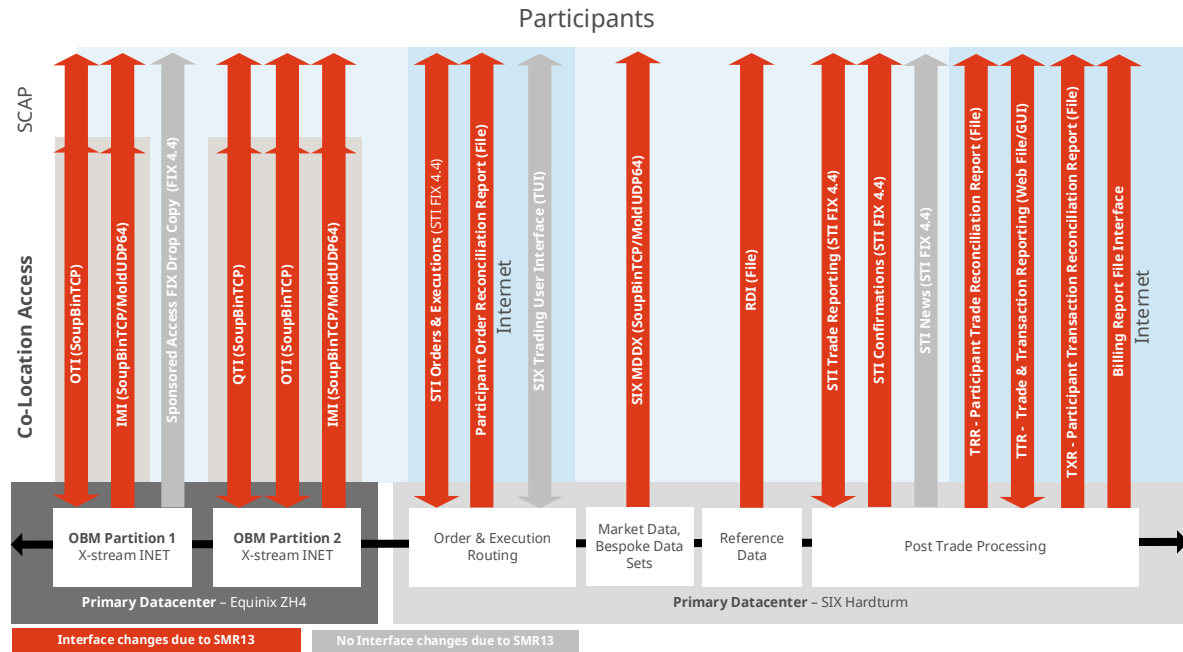 Participants
SCAP
Co-Location Access
OTI (SoupBinTCP)
IMI (SoupBinTCP/MoldUDP64)
Sponsored Access FIX Drop Copy  (FIX 4.4)
QTI (SoupBinTCP)
OTI (SoupBinTCP)
IMI (SoupBinTCP/MoldUDP64)
STI Orders & Executions (STI FIX 4.4)
Participant Order Reconciliation Report (File)
Internet
SIX Trading User Interface (TUI)
SIX MDDX (SoupBinTCP/MoldUDP64)
RDI (File)
STI Trade Reporting (STI FIX 4.4)
STI Confirmations (STI FIX 4.4)
STI News (STI FIX 4.4)
TRR - Participant Trade Reconciliation Report (File)
TTR -  Trade & Transaction Reporting (Web File/GUI)
TXR - Participant Transaction Reconciliation Report (File)
Billing Report File Interface
Internet
OBM Partition 1
X-stream INET
OBM Partition 2
X-stream INET
Order & Execution
Routing
Market Data,
Bespoke Data
Sets
Reference
Data
Post Trade Processing
Primary Datacenter – Equinix ZH4
Primary Datacenter – SIX Hardturm
Interface changes due to SMR13
No Interface changes due to SMR13